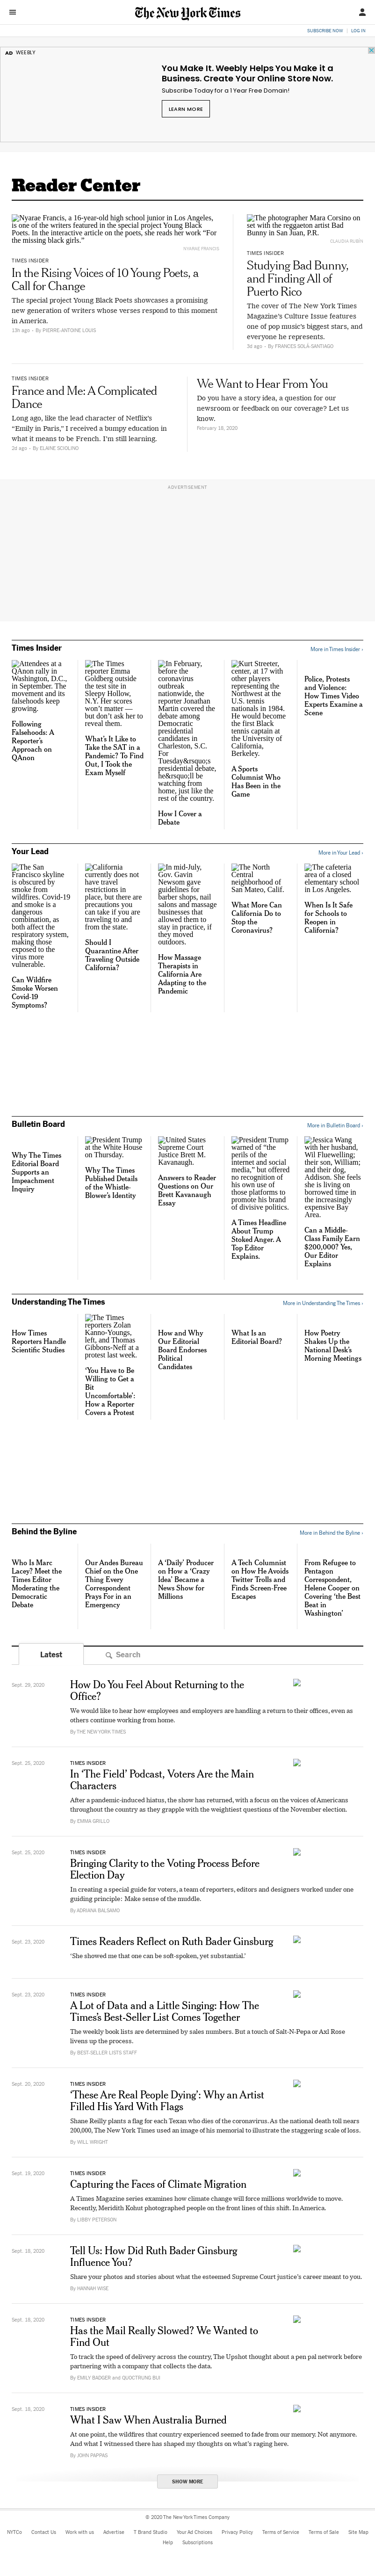 The New York Times
SUBSCRIBE NOW | LOG IN
AD WEEBLY
You Make It. Weebly Helps You Make it a
Business. Create Your Online Store Now.
Subscribe Today for a 1 Year Free Domain!
LEARN MORE
Reader Center
Nyarae Francis, a 16-year-old high school junior in Los Angeles,
is one of the writers featured in the special project Young Black
Poets. In the interactive article on the project, she reads her work “For
the missing black girls.”
NYARAE FRANCIS
TIMES INSIDER
In the Rising Voices of 10 Young Poets, a
Call for Change
The special project Young Black Poets showcases a promising
new generation of writers whose verses respond to this moment
in America.
13h ago – By PIERRE-ANTOINE LOUIS
The photographer Mara Corsino on
set with the reggaeton artist Bad
Bunny in San Juan, P.R.
CLAUDIA RUBÍN
TIMES INSIDER
Studying Bad Bunny,
and Finding All of
Puerto Rico
The cover of The New York Times
Magazine’s Culture Issue features
one of pop music’s biggest stars, and
everyone he represents.
3d ago – By FRANCES SOLÁ-SANTIAGO
TIMES INSIDER
France and Me: A Complicated
Dance
Long ago, like the lead character of Netflix’s
“Emily in Paris,” I received a bumpy education in
what it means to be French. I’m still learning.
2d ago – By ELAINE SCIOLINO
We Want to Hear From You
Do you have a story idea, a question for our
newsroom or feedback on our coverage? Let us
know.
February 18, 2020
ADVERTISEMENT
Times Insider
More in Times Insider ›
Attendees at a
QAnon rally in
Washington, D.C.,
in September. The
movement and its
falsehoods keep
growing.
Following
Falsehoods: A
Reporter’s
Approach on
QAnon
The Times
reporter Emma
Goldberg outside
the test site in
Sleepy Hollow,
N.Y. Her scores
won’t matter —
but don’t ask her to
reveal them.
What’s It Like to
Take the SAT in a
Pandemic? To Find
Out, I Took the
Exam Myself
In February,
before the
coronavirus
outbreak
nationwide, the
reporter Jonathan
Martin covered the
debate among
Democratic
presidential
candidates in
Charleston, S.C.
For
Tuesday&rsquo;s
presidential debate,
he&rsquo;ll be
watching from
home, just like the
rest of the country.
How I Cover a
Debate
Kurt Streeter,
center, at 17 with
other players
representing the
Northwest at the
U.S. tennis
nationals in 1984.
He would become
the first Black
tennis captain at
the University of
California,
Berkeley.
A Sports
Columnist Who
Has Been in the
Game
Police, Protests
and Violence:
How Times Video
Experts Examine a
Scene
Your Lead
More in Your Lead ›
The San
Francisco skyline
is obscured by
smoke from
wildfires. Covid-19
and smoke is a
dangerous
combination, as
both affect the
respiratory system,
making those
exposed to the
virus more
vulnerable.
Can Wildfire
Smoke Worsen
Covid-19
Symptoms?
California
currently does not
have travel
restrictions in
place, but there are
precautions you
can take if you are
traveling to and
from the state.
Should I
Quarantine After
Traveling Outside
California?
In mid-July,
Gov. Gavin
Newsom gave
guidelines for
barber shops, nail
salons and massage
businesses that
allowed them to
stay in practice, if
they moved
outdoors.
How Massage
Therapists in
California Are
Adapting to the
Pandemic
The North
Central
neighborhood of
San Mateo, Calif.
What More Can
California Do to
Stop the
Coronavirus?
The cafeteria
area of a closed
elementary school
in Los Angeles.
When Is It Safe
for Schools to
Reopen in
California?
Bulletin Board
More in Bulletin Board ›
Why The Times
Editorial Board
Supports an
Impeachment
Inquiry
President Trump
at the White House
on Thursday.
Why The Times
Published Details
of the Whistle-
Blower’s Identity
United States
Supreme Court
Justice Brett M.
Kavanaugh.
Answers to Reader
Questions on Our
Brett Kavanaugh
Essay
President Trump
warned of “the
perils of the
internet and social
media,” but offered
no recognition of
his own use of
those platforms to
promote his brand
of divisive politics.
A Times Headline
About Trump
Stoked Anger. A
Top Editor
Explains.
Jessica Wang
with her husband,
Wil Fluewelling;
their son, William;
and their dog,
Addison. She feels
she is living on
borrowed time in
the increasingly
expensive Bay
Area.
Can a Middle-
Class Family Earn
$200,000? Yes,
Our Editor
Explains
Understanding The Times
More in Understanding The Times ›
How Times
Reporters Handle
Scientific Studies
The Times
reporters Zolan
Kanno-Youngs,
left, and Thomas
Gibbons-Neff at a
protest last week.
‘You Have to Be
Willing to Get a
Bit
Uncomfortable’:
How a Reporter
Covers a Protest
How and Why
Our Editorial
Board Endorses
Political
Candidates
What Is an
Editorial Board?
How Poetry
Shakes Up the
National Desk’s
Morning Meetings
Behind the Byline
More in Behind the Byline ›
Who Is Marc
Lacey? Meet the
Times Editor
Moderating the
Democratic
Debate
Our Andes Bureau
Chief on the One
Thing Every
Correspondent
Prays For in an
Emergency
A ‘Daily’ Producer
on How a ‘Crazy
Idea’ Became a
News Show for
Millions
A Tech Columnist
on How He Avoids
Twitter Trolls and
Finds Screen-Free
Escapes
From Refugee to
Pentagon
Correspondent,
Helene Cooper on
Covering ‘the Best
Beat in
Washington’
Latest
Search
Sept. 29, 2020
How Do You Feel About Returning to the
Office?
We would like to hear how employees and employers are handling a return to their offices, even as
others continue working from home.
By THE NEW YORK TIMES
Sept. 25, 2020
TIMES INSIDER
In ‘The Field’ Podcast, Voters Are the Main
Characters
After a pandemic-induced hiatus, the show has returned, with a focus on the voices of Americans
throughout the country as they grapple with the weightiest questions of the November election.
By EMMA GRILLO
Sept. 25, 2020
TIMES INSIDER
Bringing Clarity to the Voting Process Before
Election Day
In creating a special guide for voters, a team of reporters, editors and designers worked under one
guiding principle: Make sense of the muddle.
By ADRIANA BALSAMO
Sept. 23, 2020
Times Readers Reflect on Ruth Bader Ginsburg
‘She showed me that one can be soft-spoken, yet substantial.’
Sept. 23, 2020
TIMES INSIDER
A Lot of Data and a Little Singing: How The
Times’s Best-Seller List Comes Together
The weekly book lists are determined by sales numbers. But a touch of Salt-N-Pepa or Axl Rose
livens up the process.
By BEST-SELLER LISTS STAFF
Sept. 20, 2020
TIMES INSIDER
‘These Are Real People Dying’: Why an Artist
Filled His Yard With Flags
Shane Reilly plants a flag for each Texan who dies of the coronavirus. As the national death toll nears
200,000, The New York Times used an image of his memorial to illustrate the staggering scale of loss.
By WILL WRIGHT
Sept. 19, 2020
TIMES INSIDER
Capturing the Faces of Climate Migration
A Times Magazine series examines how climate change will force millions worldwide to move.
Recently, Meridith Kohut photographed people on the front lines of this shift. In America.
By LIBBY PETERSON
Sept. 18, 2020
Tell Us: How Did Ruth Bader Ginsburg
Influence You?
Share your photos and stories about what the esteemed Supreme Court justice’s career meant to you.
By HANNAH WISE
Sept. 18, 2020
TIMES INSIDER
Has the Mail Really Slowed? We Wanted to
Find Out
To track the speed of delivery across the country, The Upshot thought about a pen pal network before
partnering with a company that collects the data.
By EMILY BADGER and QUOCTRUNG BUI
Sept. 18, 2020
TIMES INSIDER
What I Saw When Australia Burned
At one point, the wildfires that country experienced seemed to fade from our memory. Not anymore.
And what I witnessed there has shaped my thoughts on what’s raging here.
By JOHN PAPPAS
SHOW MORE
© 2020 The New York Times Company
NYTCo Contact Us Work with us Advertise T Brand Studio Your Ad Choices Privacy Policy Terms of Service Terms of Sale Site Map
Help Subscriptions